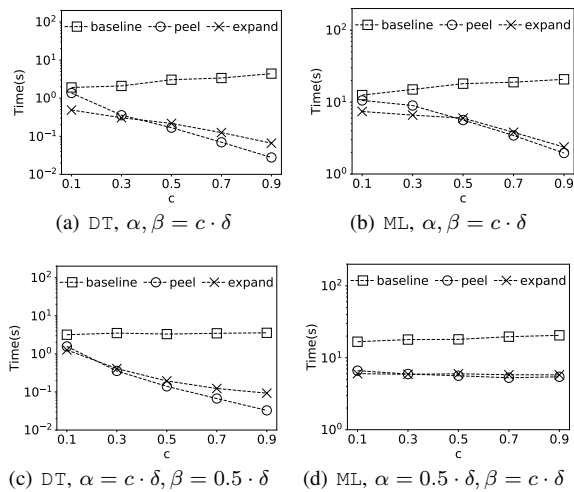 baseline peel expand
Time(s)
10²
10¹
10⁰
10⁻¹
10⁻²
0.1 0.3 0.5 0.7 0.9
c
(a) DT, α, β = c · δ
baseline peel expand
Time(s)
10²
10¹
10⁰
0.1 0.3 0.5 0.7 0.9
c
(b) ML, α, β = c · δ
baseline peel expand
Time(s)
10²
10¹
10⁰
10⁻¹
10⁻²
0.1 0.3 0.5 0.7 0.9
c
(c) DT, α = c · δ, β = 0.5 · δ
baseline peel expand
Time(s)
10²
10¹
10⁰
0.1 0.3 0.5 0.7 0.9
c
(d) ML, α = 0.5 · δ, β = c · δ